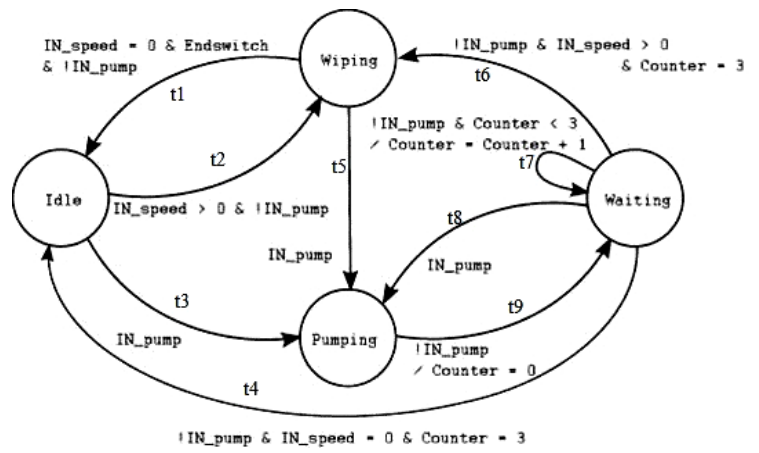 IN_speed = 0 & Endswitch
& !IN_pump
t1
Wiping
!IN_pump & IN_speed > 0
& Counter = 3
t6
t2
t5
!IN_pump & Counter < 3
/ Counter = Counter + 1
t7
Idle
IN_speed > 0 & !IN_pump
Waiting
t8
IN_pump
IN_pump
t3
t9
IN_pump
Pumping
!IN_pump
/ Counter = 0
t4
!IN_pump & IN_speed = 0 & Counter = 3